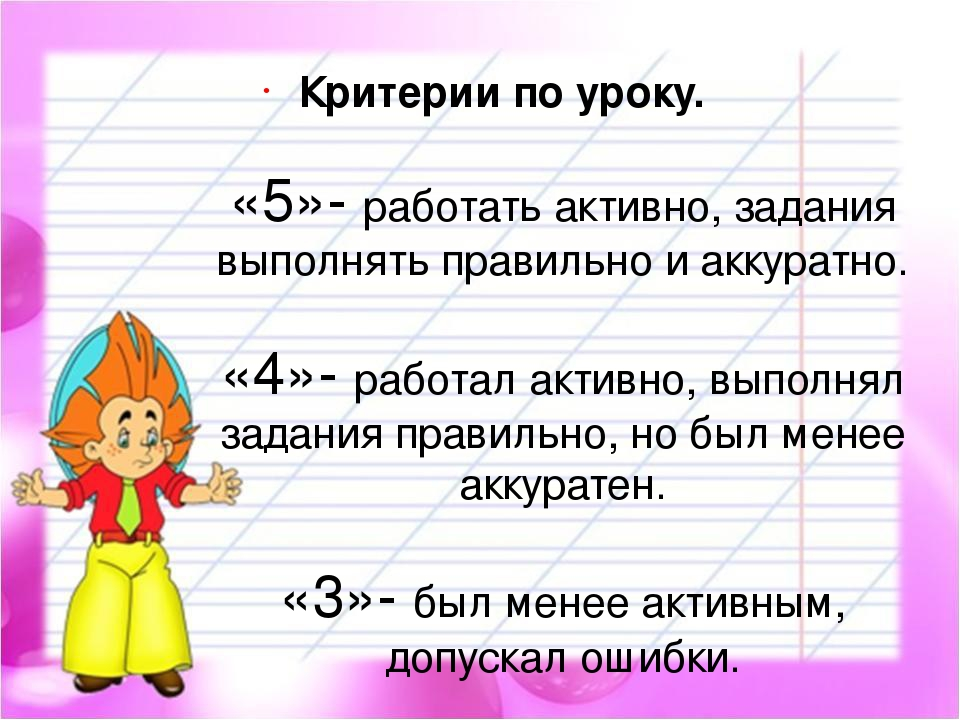 Критерии по уроку.
«5»- работать активно, задания
выполнять правильно и аккуратно.
«4»- работал активно, выполнял
задания правильно, но был менее
аккуратен.
«3»- был менее активным,
допускал ошибки.